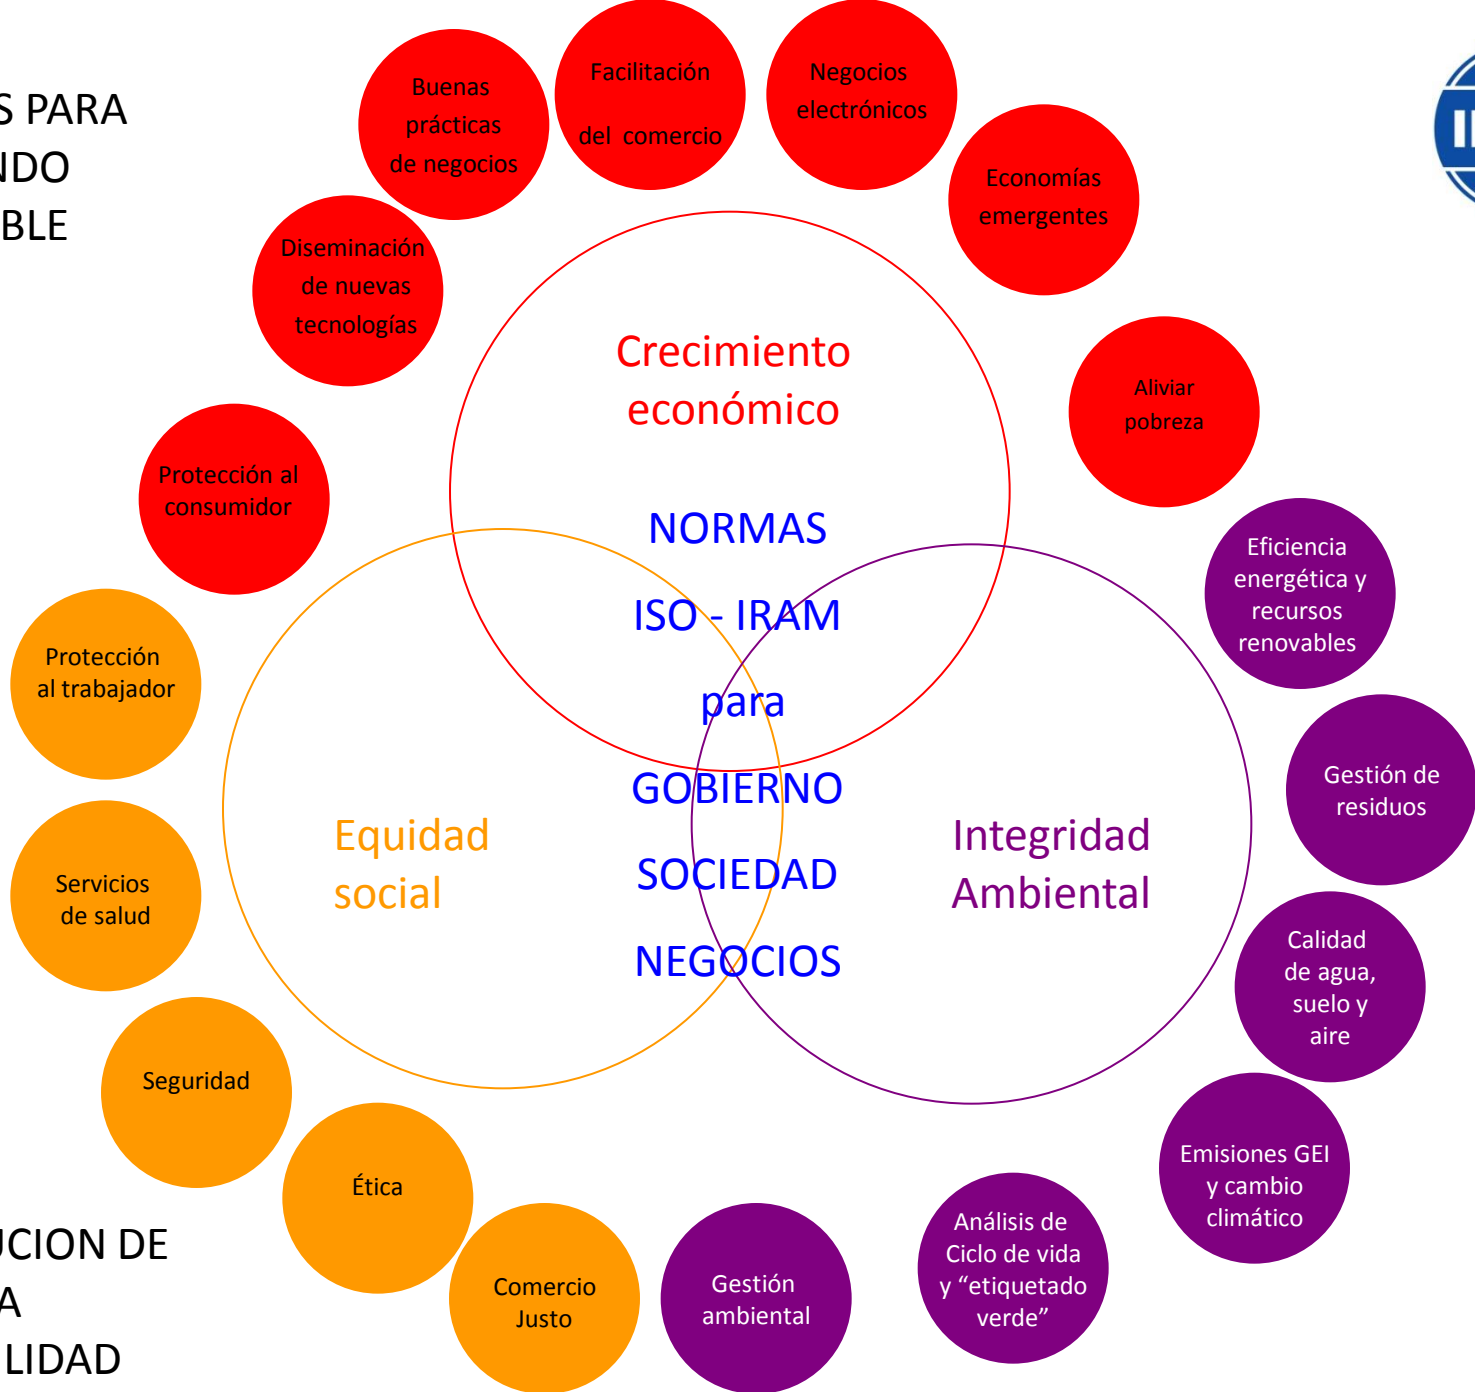 S PARA
NDO
BLE
Buenas
prácticas
de negocios
Facilitación
del comercio
Negocios
electrónicos
Economías
emergentes
Diseminación
de nuevas
tecnologías
Aliviar
pobreza
Protección al
consumidor
Crecimiento
económico
NORMAS
ISO - IRAM
para
GOBIERNO
SOCIEDAD
NEGOCIOS
Equidad
social
Integridad
Ambiental
Eficiencia
energética y
recursos
renovables
Gestión de
residuos
Calidad
de agua,
suelo y
aire
Emisiones GEI
y cambio
climático
Análisis de
Ciclo de vida
y “etiquetado
verde”
Gestión
ambiental
Comercio
Justo
Ética
Seguridad
Servicios
de salud
Protección
al trabajador
UCION DE
A
ILIDAD